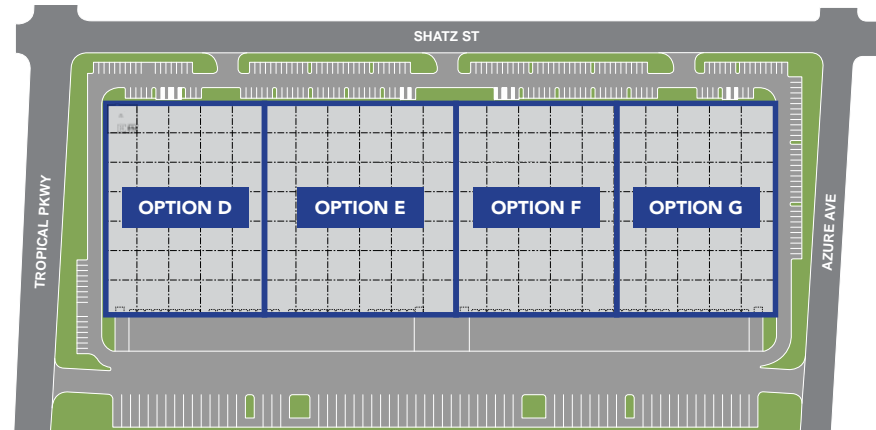 SHATZ ST
TROPICAL PKWY
OPTION D
OPTION E
OPTION F
OPTION G
AZURE AVE